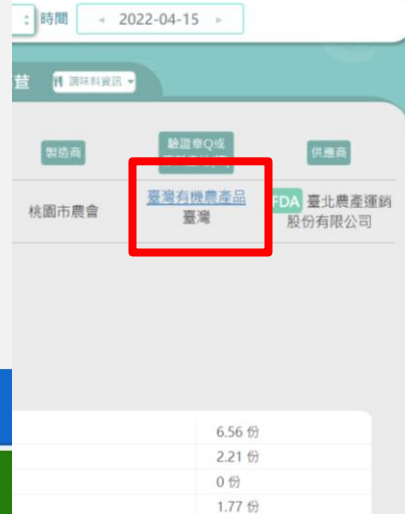 時間 2022-04-15
調味料資訊
製造商 驗證章Q或 供應商
桃園市農會 臺灣有機農產品 FDA 臺北農產運銷
臺灣 股份有限公司
6.56 份
2.21 份
0 份
1.77 份